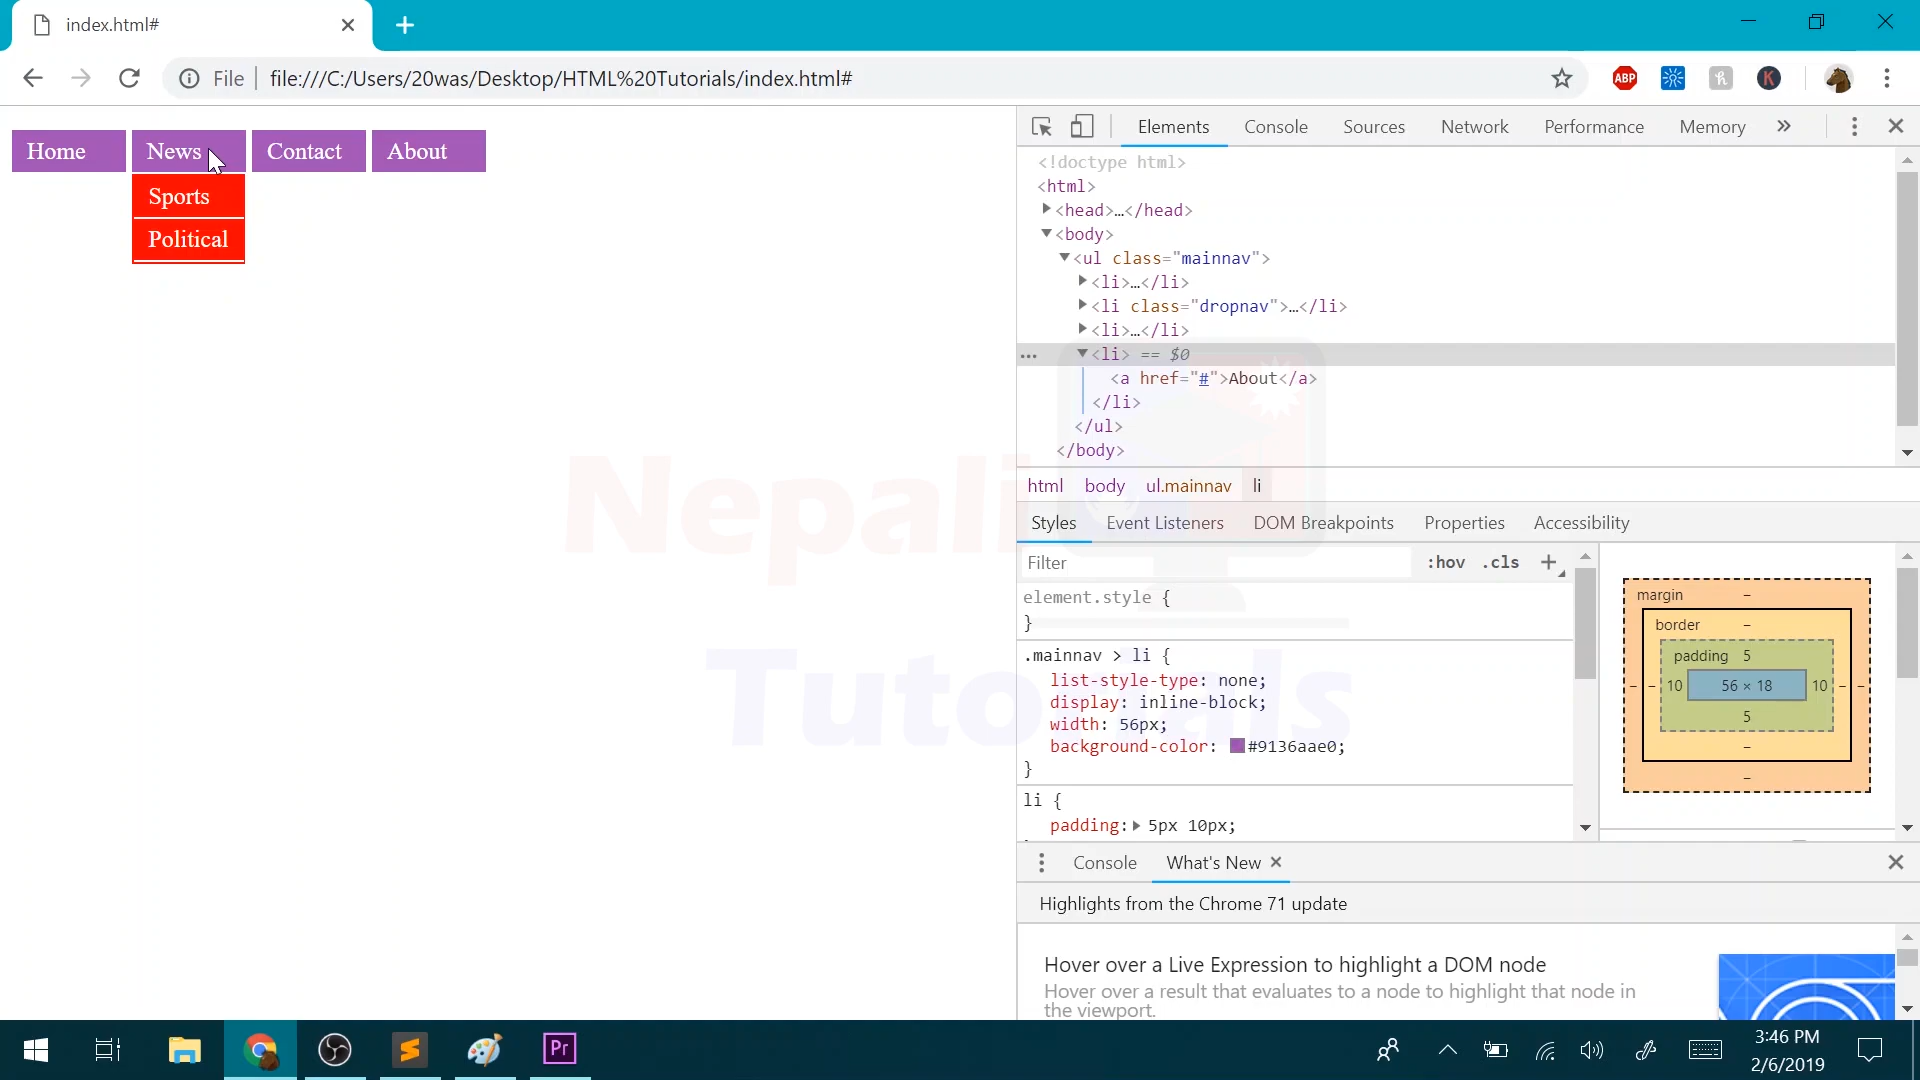 index.html#
File
file:///C:/Users/20was/Desktop/HTML%20Tutorials/index.html#
ABP
K
Home
News
Contact
About
Sports
Political
Elements
Console
Sources
Network
Performance
Memory
»
<!doctype html>
<html>
<head>…</head>
<body>
<ul class="mainnav">
<li>…</li>
<li class="dropnav">…</li>
<li>…</li>
<li> == $0
<a href="#">About</a>
</li>
</ul>
</body>
html
body
ul.mainnav
li
Styles
Event Listeners
DOM Breakpoints
Properties
Accessibility
Filter
:hov
.cls
element.style {
}
.mainnav > li {
list-style-type: none;
display: inline-block;
width: 56px;
background-color: #9136aae0;
}
li {
padding: 5px 10px;
margin –
border –
padding 5
– – 10 56 × 18 10 – –
5
–
–
Console
What's New
Highlights from the Chrome 71 update
Hover over a Live Expression to highlight a DOM node
Hover over a result that evaluates to a node to highlight that node in
the viewport.
Nepali
Tutorials
Pr
3:46 PM
2/6/2019